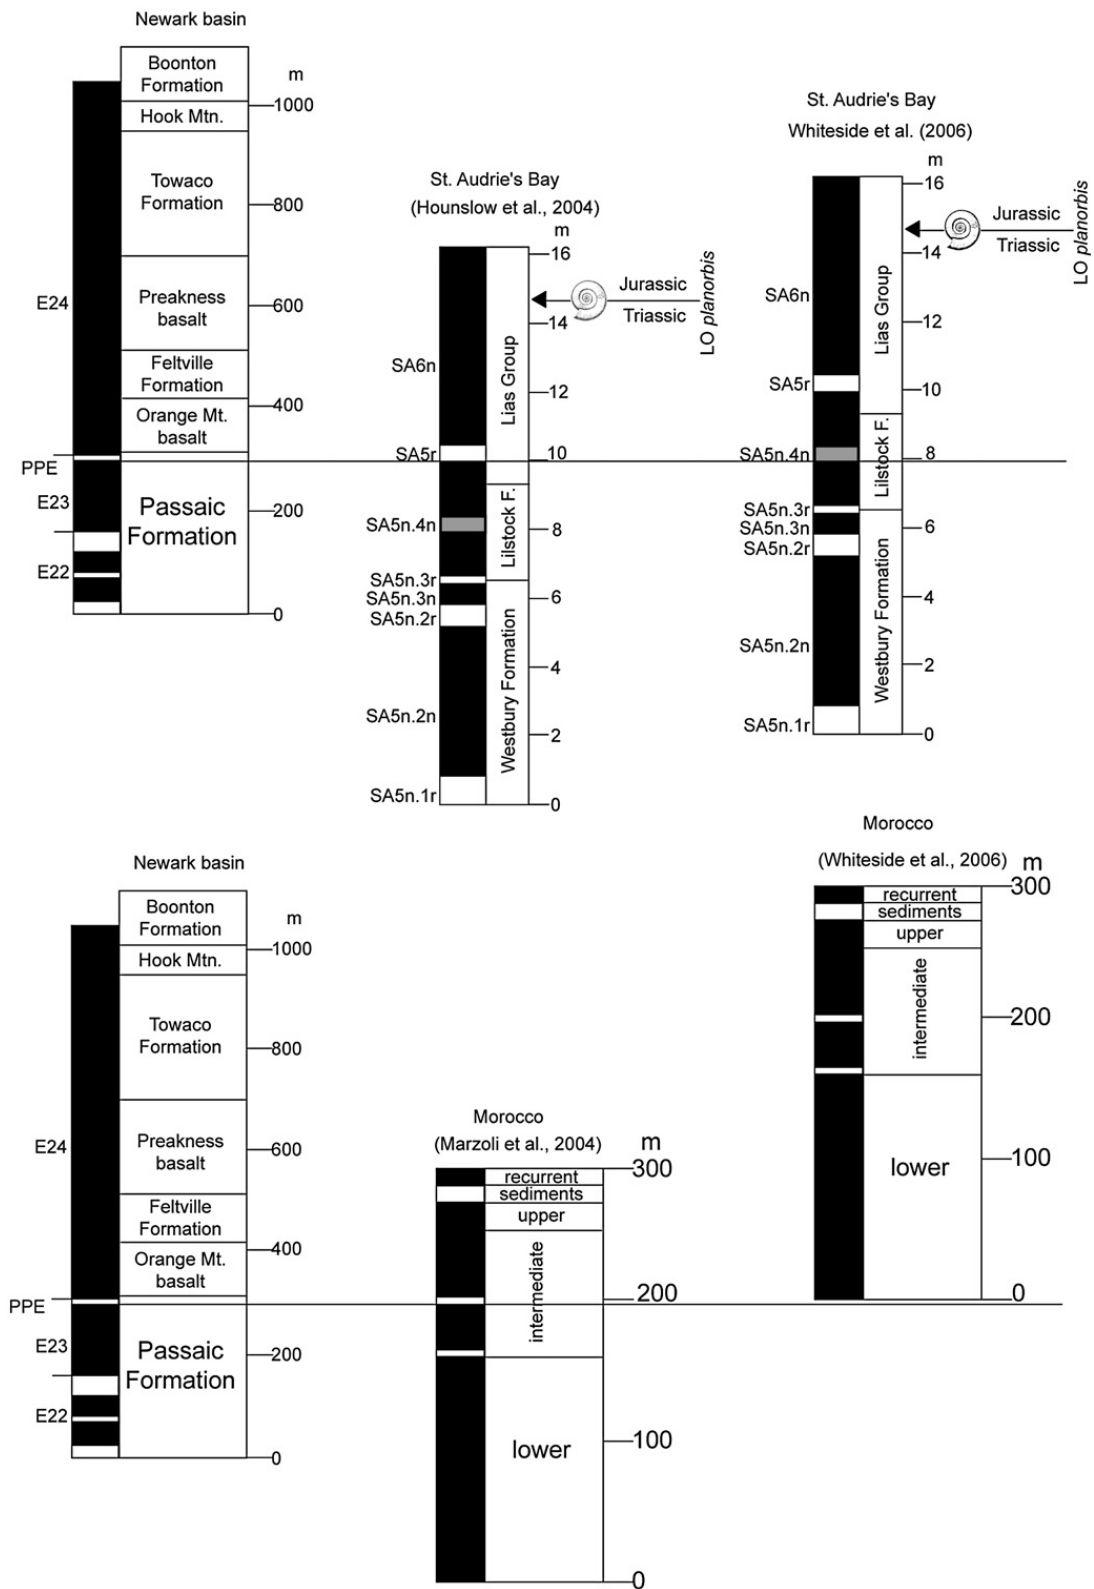 Newark basin
Boonton
Formation
m
1000
Hook Mtn.
Towaco
Formation
800
E24
Preakness
basalt
600
Feltville
Formation
400
Orange Mt.
basalt
PPE
E23
Passaic
Formation
200
E22
0
St. Audrie's Bay
(Hounslow et al., 2004)
m
16
Jurassic
Triassic
LO planorbis
14
SA6n
Lias Group
12
SA5r
10
Lilstock F.
SA5n.4n
8
SA5n.3r
SA5n.3n
6
SA5n.2r
Westbury Formation
4
SA5n.2n
2
SA5n.1r
0
St. Audrie's Bay
Whiteside et al. (2006)
m
16
Jurassic
Triassic
LO planorbis
14
SA6n
Lias Group
12
SA5r
10
Lilstock F.
SA5n.4n
8
SA5n.3r
SA5n.3n
6
SA5n.2r
Westbury Formation
4
SA5n.2n
2
SA5n.1r
0
Newark basin
Boonton
Formation
m
1000
Hook Mtn.
Towaco
Formation
800
E24
Preakness
basalt
600
Feltville
Formation
400
Orange Mt.
basalt
PPE
E23
Passaic
Formation
200
E22
0
Morocco
(Marzoli et al., 2004)
m
300
recurrent
sediments
upper
intermediate
200
lower
100
0
Morocco
(Whiteside et al., 2006)
m
300
recurrent
sediments
upper
intermediate
200
lower
100
0